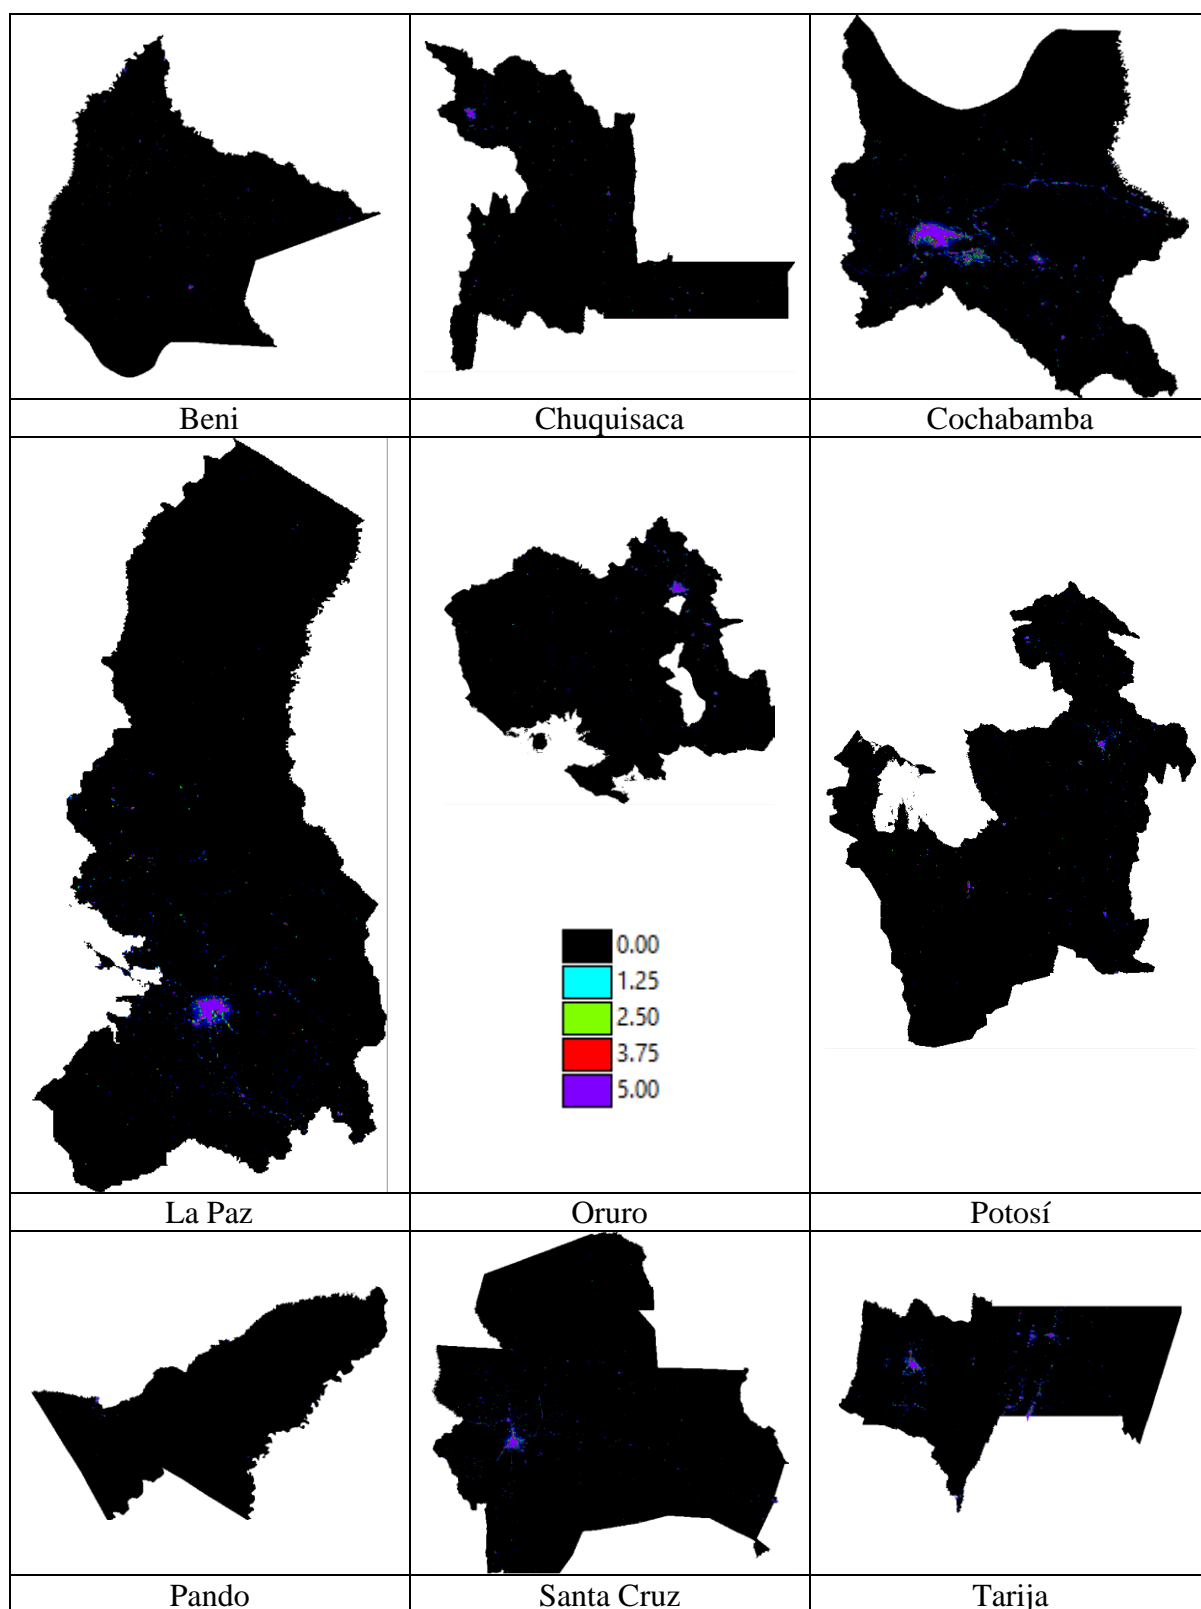 Beni
Chuquisaca
Cochabamba
0.00
1.25
2.50
3.75
5.00
La Paz
Oruro
Potosí
Pando
Santa Cruz
Tarija